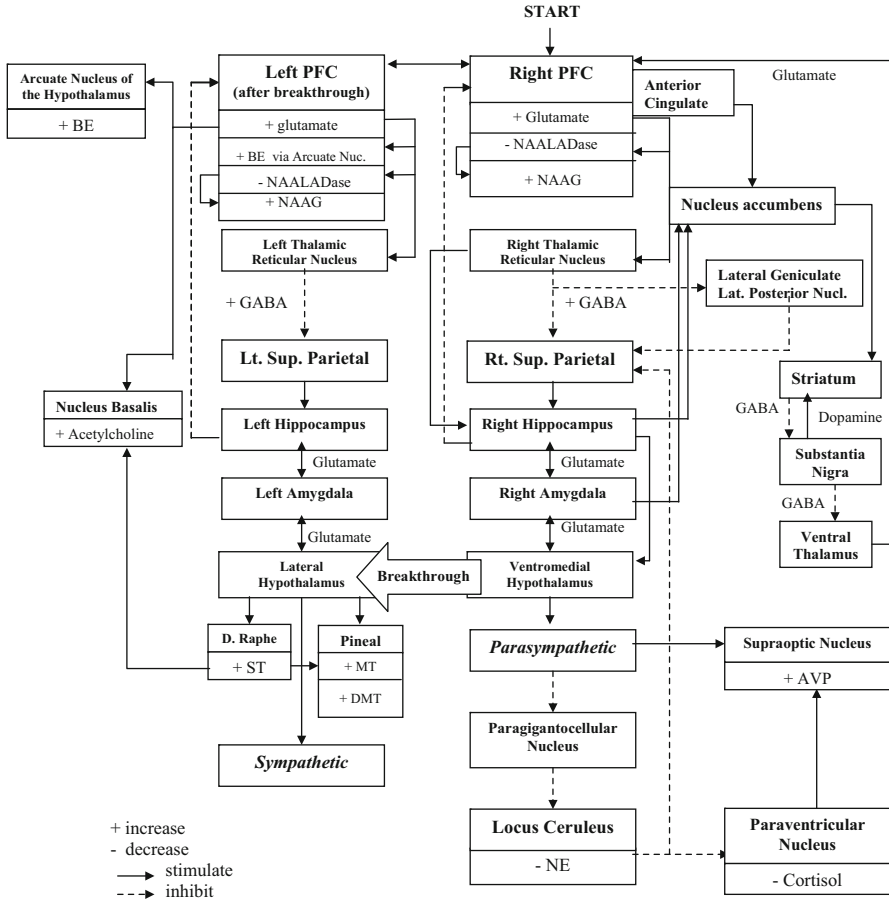 START
Arcuate Nucleus of
the Hypothalamus
+ BE
Left PFC
(after breakthrough)
+ glutamate
+ BE via Arcuate Nuc.
- NAALADase
+ NAAG
Right PFC
+ Glutamate
- NAALADase
+ NAAG
Anterior
Cingulate
Glutamate
Nucleus accumbens
Left Thalamic
Reticular Nucleus
+ GABA
Right Thalamic
Reticular Nucleus
+ GABA
Lateral Geniculate
Lat. Posterior Nucl.
Lt. Sup. Parietal
Rt. Sup. Parietal
Striatum
GABA
Dopamine
Substantia
Nigra
GABA
Ventral
Thalamus
Nucleus Basalis
+ Acetylcholine
Left Hippocampus
Glutamate
Right Hippocampus
Glutamate
Left Amygdala
Glutamate
Right Amygdala
Glutamate
Lateral
Hypothalamus
Breakthrough
Ventromedial
Hypothalamus
D. Raphe
+ ST
Pineal
+ MT
+ DMT
Parasympathetic
Supraoptic Nucleus
+ AVP
Sympathetic
Paragigantocellular
Nucleus
Locus Ceruleus
- NE
Paraventricular
Nucleus
- Cortisol
+ increase
- decrease
stimulate
inhibit